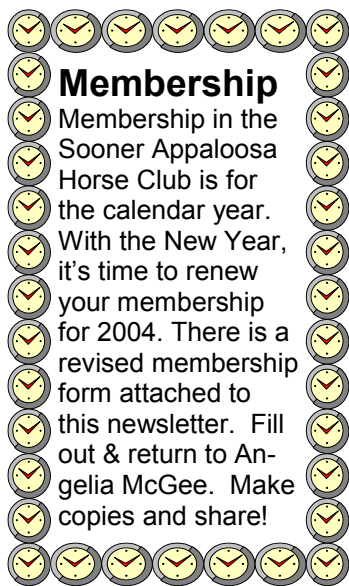 Membership
Membership in the
Sooner Appaloosa
Horse Club is for
the calendar year.
With the New Year,
it's time to renew
your membership
for 2004. There is a
revised membership
form attached to
this newsletter.  Fill
out & return to An-
gelia McGee.  Make
copies and share!